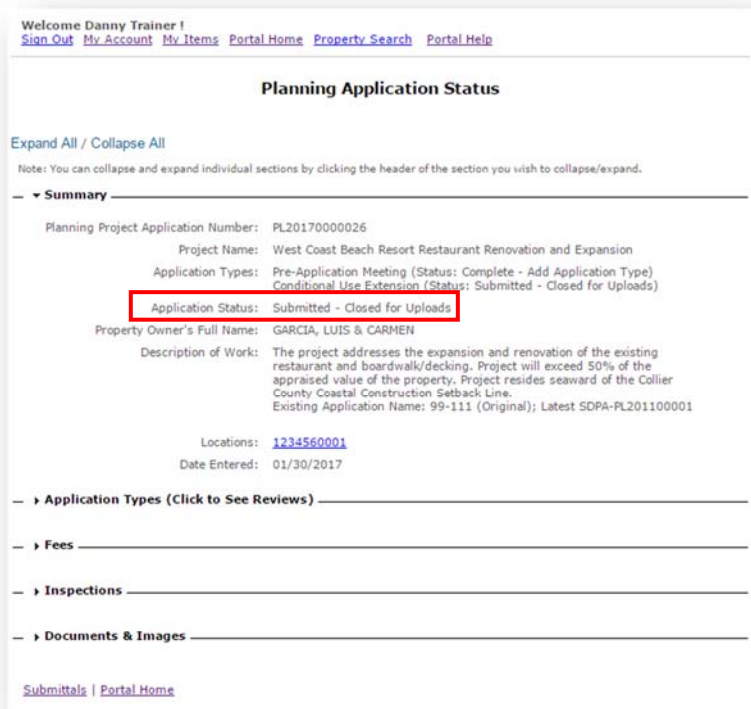 Welcome Danny Trainer !
Sign Out My Account My Items Portal Home Property Search Portal Help
Planning Application Status
Expand All / Collapse All
Note: You can collapse and expand individual sections by clicking the header of the section you wish to collapse/expand.
Summary
Planning Project Application Number: PL20170000026
Project Name: West Coast Beach Resort Restaurant Renovation and Expansion
Application Types: Pre-Application Meeting (Status: Complete - Add Application Type)
Conditional Use Extension (Status: Submitted - Closed for Uploads)
Application Status: Submitted - Closed for Uploads
Property Owner's Full Name: GARCIA, LUIS & CARMEN
Description of Work: The project addresses the expansion and renovation of the existing
restaurant and boardwalk/decking. Project will exceed 50% of the
appraised value of the property. Project resides seaward of the Collier
County Coastal Construction Setback Line.
Existing Application Name: 99-111 (Original); Latest SDPA-PL201100001
Locations: 1234560001
Date Entered: 01/30/2017
Application Types (Click to See Reviews)
Fees
Inspections
Documents & Images
Submittals | Portal Home